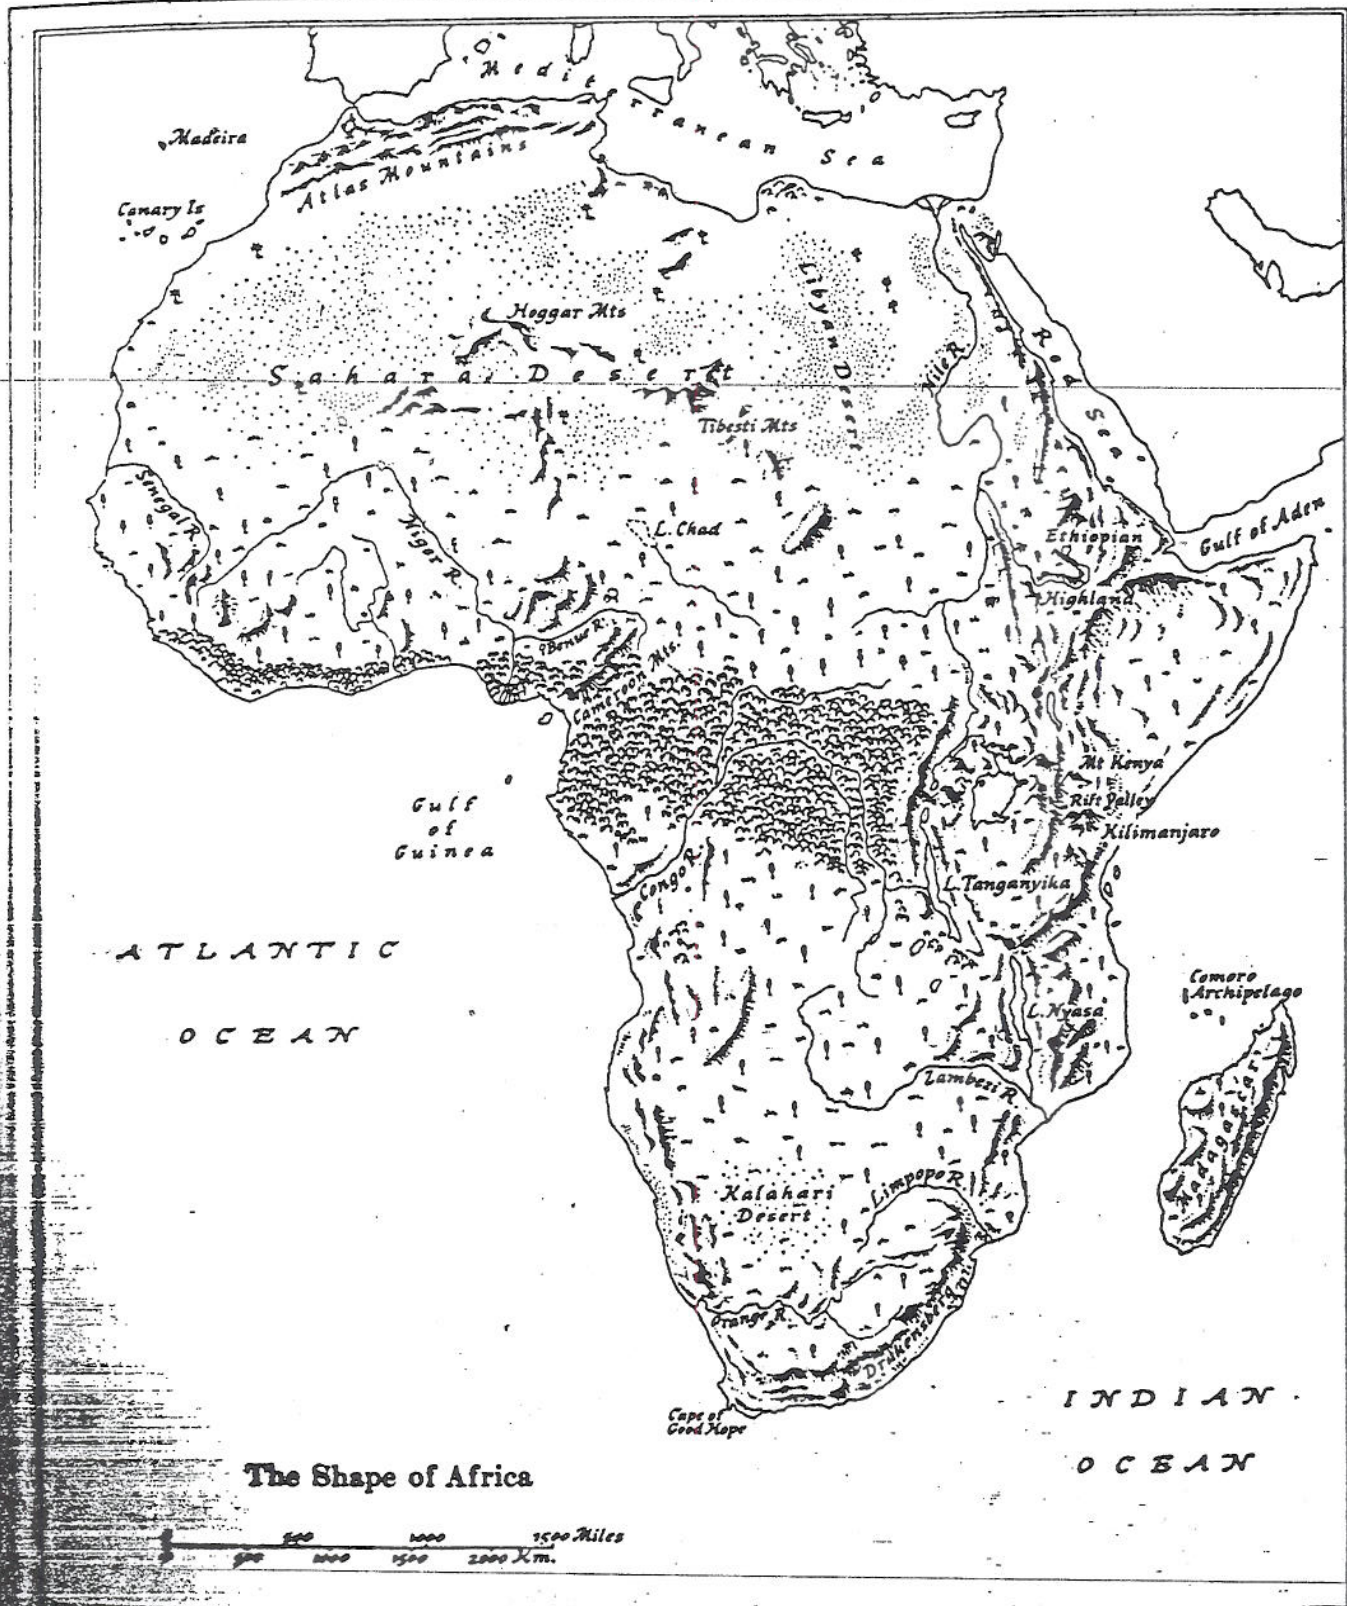 Mediterranean Sea
Madeira
Atlas Mountains
Canary Is
Hoggar Mts
Libyan Desert
Sahara Desert
Nile R.
Red Sea
Tibesti Mts
Senegal R.
Niger R.
L. Chad
Gulf of Aden
Ethiopian
Highland
Benue R.
Cameroon Mts.
Mt Kenya
Rift Valley
Kilimanjaro
Gulf
of
Guinea
Congo R.
L. Tanganyika
ATLANTIC
OCEAN
Comoro
Archipelago
L. Nyasa
Zambezi R.
Madagascar
Kalahari
Desert
Limpopo R.
Orange R.
Drakensberg
Cape of
Good Hope
INDIAN
OCEAN
The Shape of Africa
500 1000 1500 Miles
0 500 1000 1500 2000 Km.